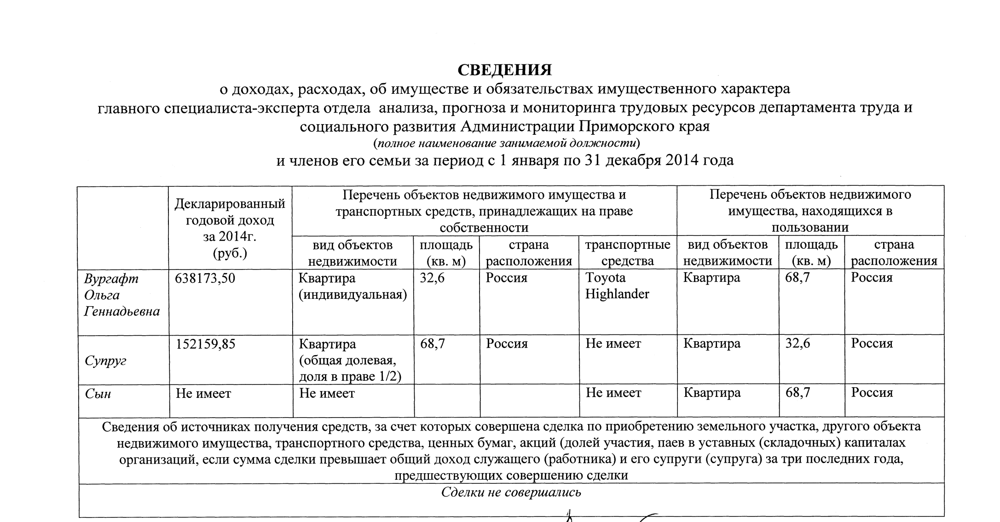 СВЕДЕНИЯ
о доходах, расходах, об имуществе и обязательствах имущественного характера
главного специалиста-эксперта отдела анализа, прогноза и мониторинга трудовых ресурсов департамента труда и
социального развития Администрации Приморского края
(полное наименование занимаемой должности)
и членов его семьи за период с 1 января по 31 декабря 2014 года
Декларированный
годовой доход
за 2014г.
(руб.)
Перечень объектов недвижимого имущества и
транспортных средств, принадлежащих на праве
собственности
Перечень объектов недвижимого
имущества, находящихся в
пользовании
вид объектов
недвижимости
площадь
(кв. м)
страна
расположения
транспортные
средства
вид объектов
недвижимости
площадь
(кв. м)
страна
расположения
Вургафт
Ольга
Геннадьевна
638173,50
Квартира
(индивидуальная)
32,6
Россия
Toyota
Highlander
Квартира
68,7
Россия
Супруг
152159,85
Квартира
(общая долевая,
доля в праве 1/2)
68,7
Россия
Не имеет
Квартира
32,6
Россия
Сын
Не имеет
Не имеет
Не имеет
Квартира
68,7
Россия
Сведения об источниках получения средств, за счет которых совершена сделка по приобретению земельного участка, другого объекта
недвижимого имущества, транспортного средства, ценных бумаг, акций (долей участия, паев в уставных (складочных) капиталах
организаций, если сумма сделки превышает общий доход служащего (работника) и его супруги (супруга) за три последних года,
предшествующих совершению сделки
Сделки не совершались